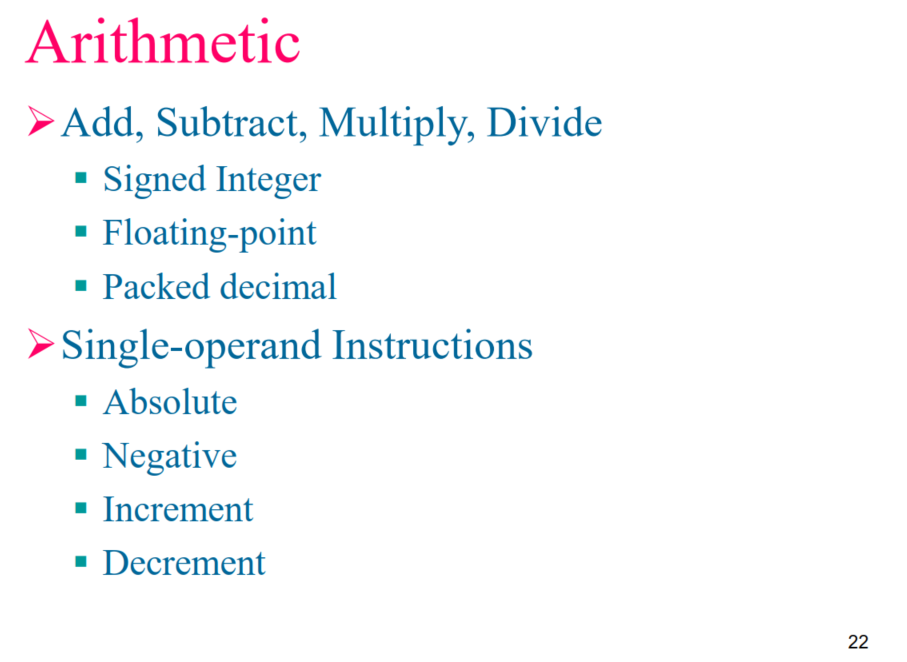 Arithmetic
Add, Subtract, Multiply, Divide
Signed Integer
Floating-point
Packed decimal
Single-operand Instructions
Absolute
Negative
Increment
Decrement
22